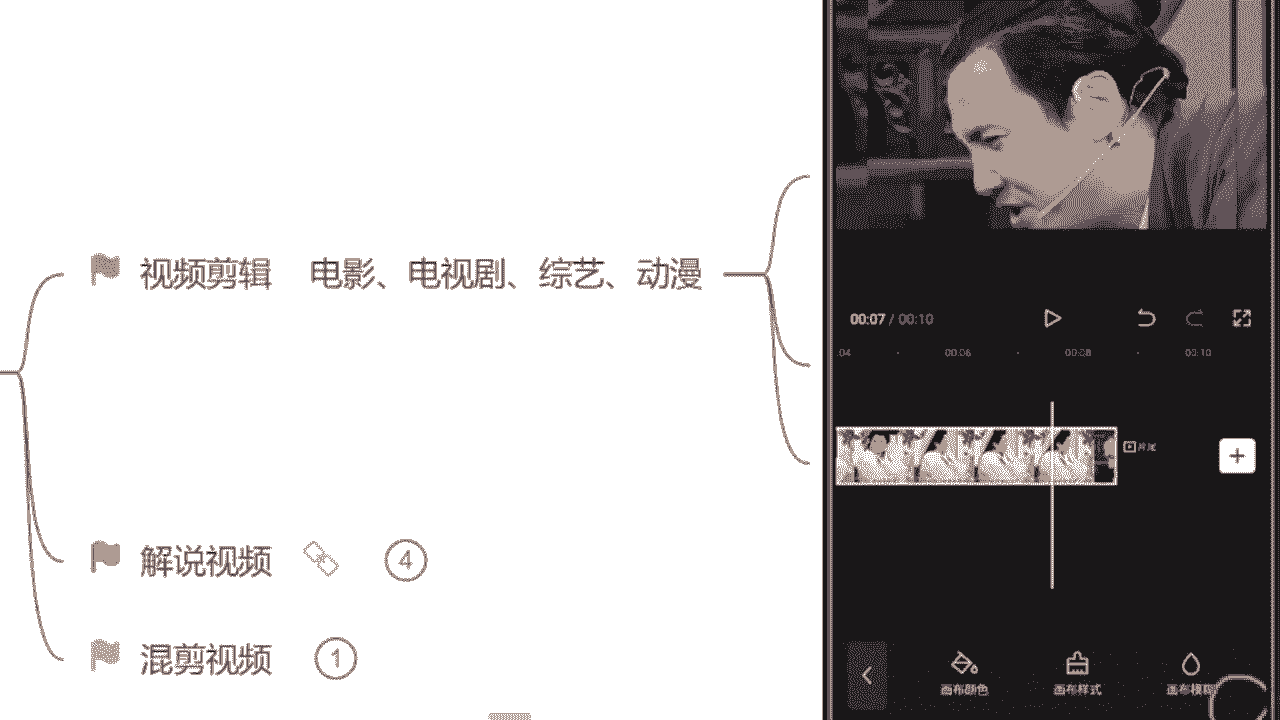 视频剪辑 电影、电视剧、综艺、动漫
解说视频 4
混剪视频 1
00:07 / 00:10
04 00:06 00:08 00:10
片尾
画布颜色 画布样式 画布模糊